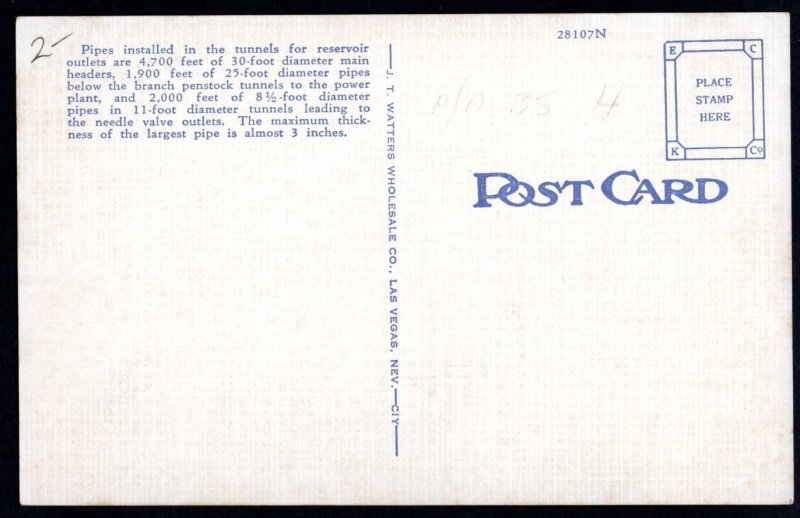 2-
Pipes installed in the tunnels for reservoir
outlets are 4,700 feet of 30-foot diameter main
headers, 1,900 feet of 25-foot diameter pipes
below the branch penstock tunnels to the power
plant, and 2,000 feet of 8½-foot diameter
pipes in 11-foot diameter tunnels leading to
the needle valve outlets. The maximum thick-
ness of the largest pipe is almost 3 inches.
J. T. WATTERS WHOLESALE CO., LAS VEGAS, NEV.—CIY
28107N
E C
PLACE
STAMP
HERE
K Co
35
POST CARD